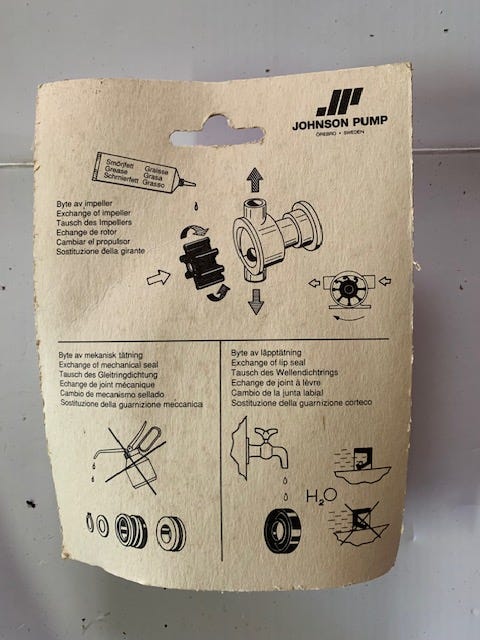 JOHNSON PUMP
ÖREBRO • SWEDEN
Smörjfett Graisse
Grease Grasa
Schmierfett Grasso
Byte av impeller
Exchange of impeller
Tausch des Impellers
Echange de rotor
Cambiar el propulsor
Sostituzione della girante
Byte av mekanisk tätning
Exchange of mechanical seal
Tausch des Gleitringdichtung
Echange de joint mécanique
Cambio de mecanismo sellado
Sostituzione della guarnizione meccanica
Byte av läpptätning
Exchange of lip seal
Tausch des Wellendichtrings
Echange de joint à lèvre
Cambio de la junta labial
Sostituzione della guarnizione corteco
H₂O